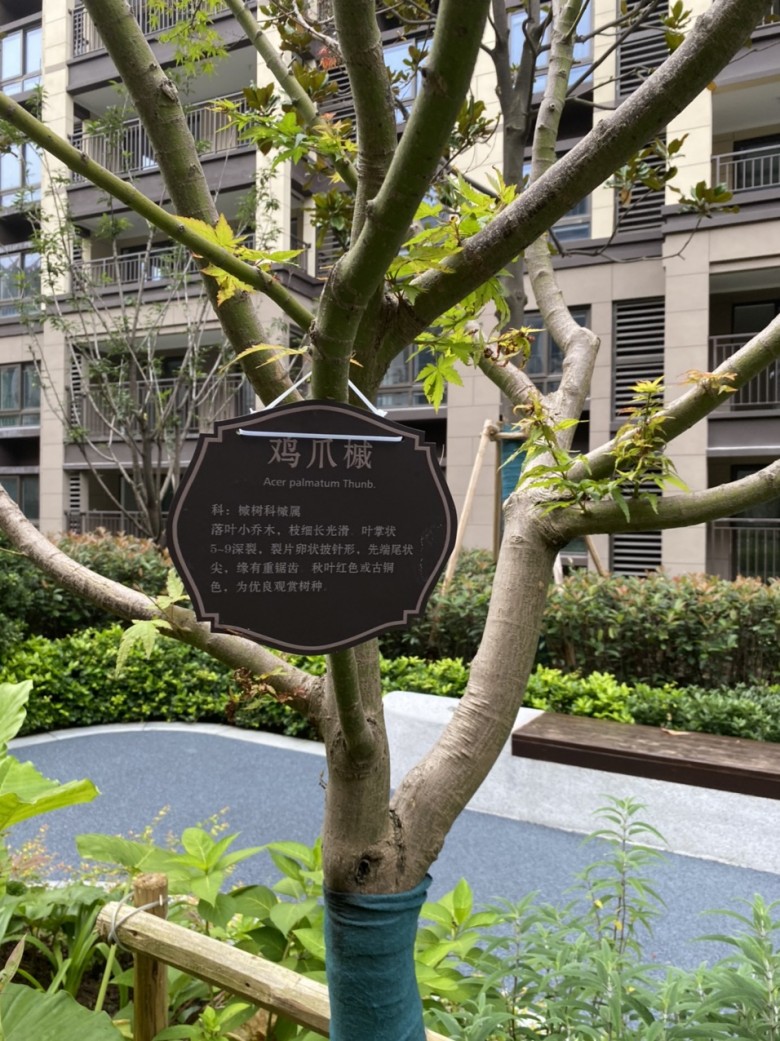 鸡爪槭
Acer palmatum Thunb.
科：槭树科槭属
落叶小乔木，枝细长光滑 叶掌状
5-9深裂，裂片卵状披针形，先端尾状
尖，缘有重锯齿 秋叶红色或古铜
色，为优良观赏树种.